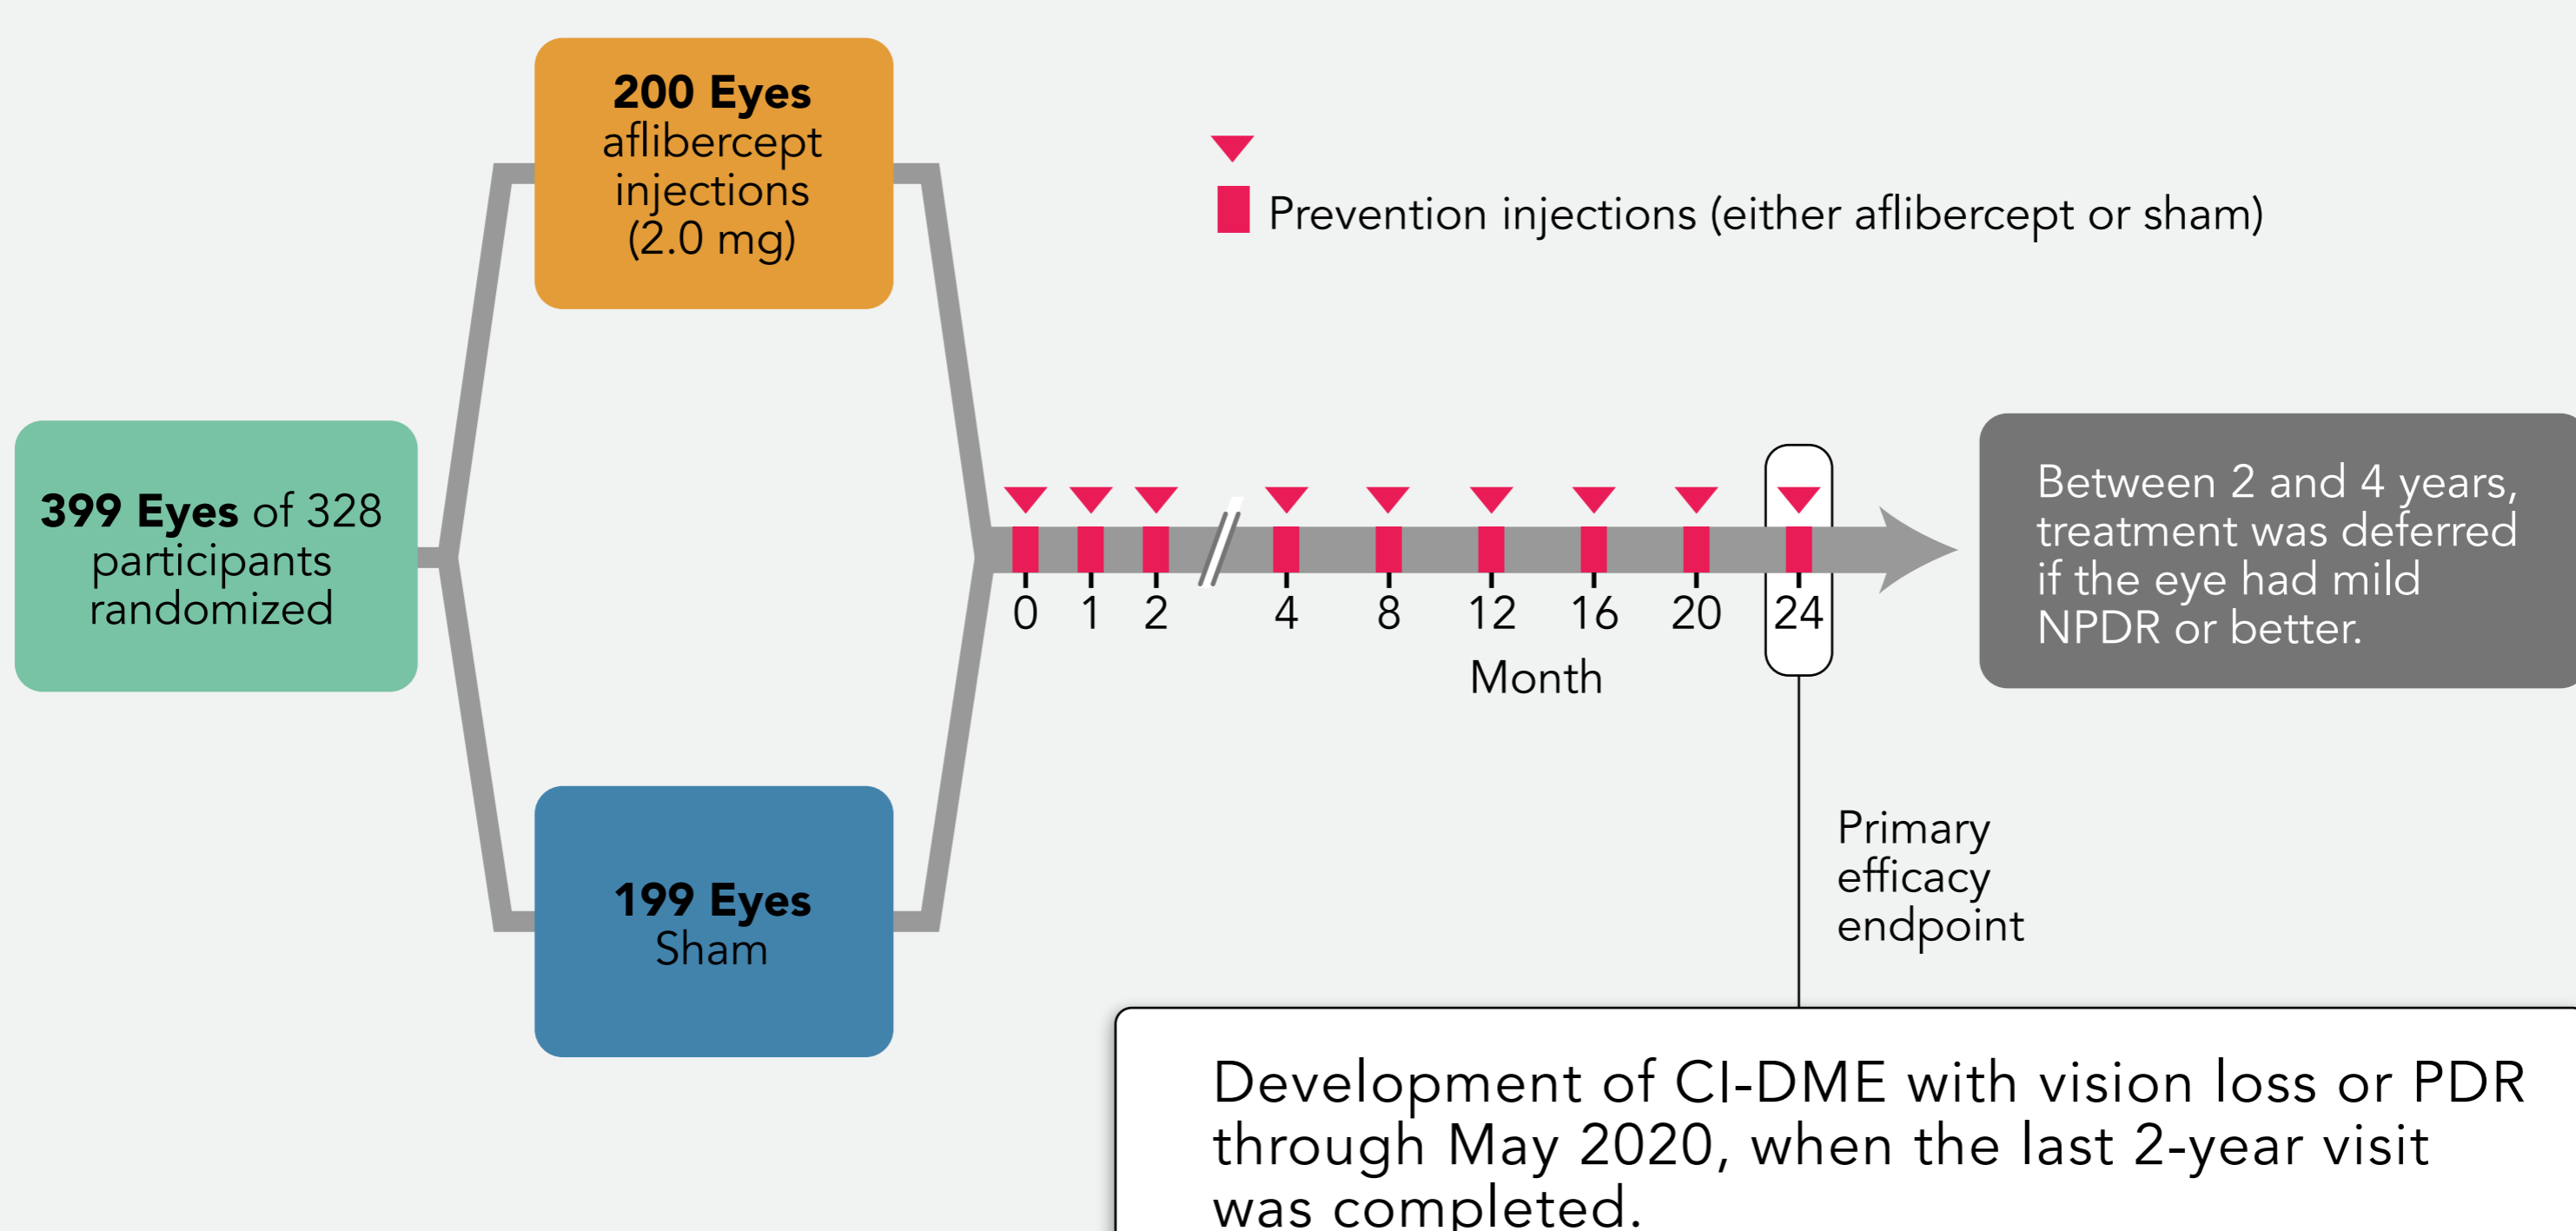 200 Eyes
aflibercept
injections
(2.0 mg)
Prevention injections (either aflibercept or sham)
399 Eyes of 328
participants
randomized
0 1 2 4 8 12 16 20 24
Month
Between 2 and 4 years,
treatment was deferred
if the eye had mild
NPDR or better.
199 Eyes
Sham
Primary
efficacy
endpoint
Development of CI-DME with vision loss or PDR
through May 2020, when the last 2-year visit
was completed.